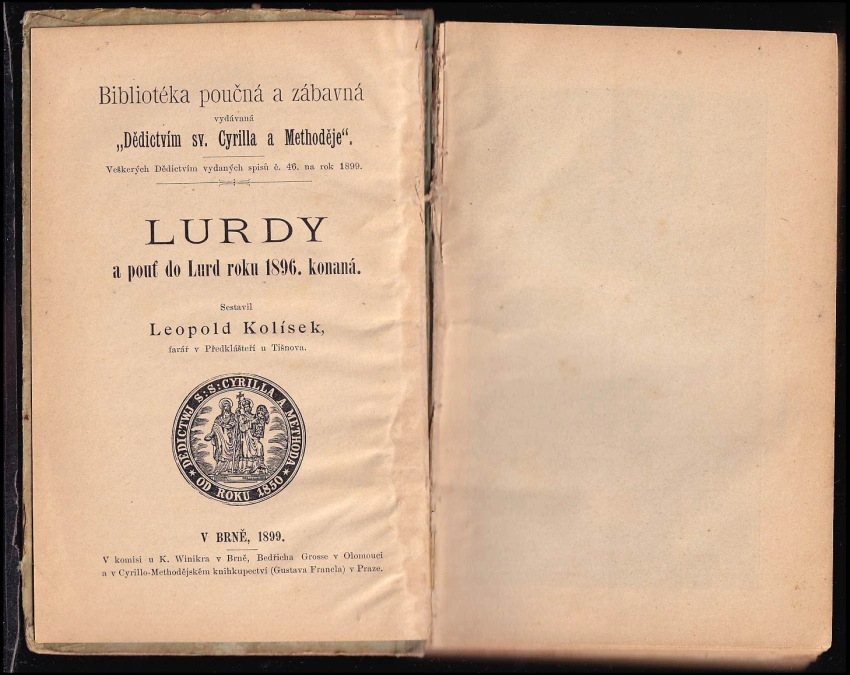 Bibliotéka poučná a zábavná
vydávaná
„Dědictvím sv. Cyrilla a Methoděje“.
Veškerých Dědictvím vydaných spisů č. 46. na rok 1899.
LURDY
a pouť do Lurd roku 1896. konaná.
Sestavil
Leopold Kolísek,
farář v Předklášteří u Tišnova.
DĚDICTWJ S: S: CYRILLA A METHODA
* OD ROKU 1850 *
V BRNĚ, 1899.
V komisi u K. Winikra v Brně, Bedřicha Grosse v Olomouci
a v Cyrillo-Methodějském knihkupectví (Gustava Francla) v Praze.